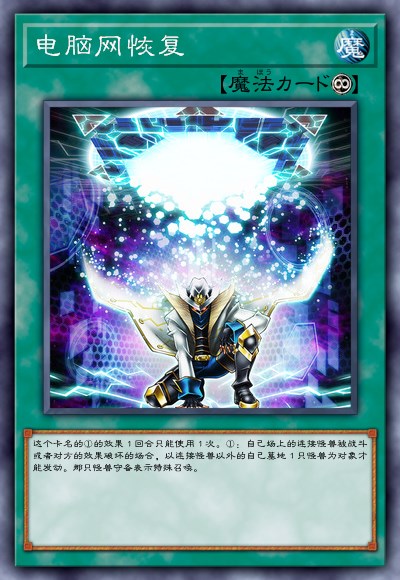 电脑网恢复
魔
まほう
【魔法カード∞】
这个卡名的①的效果1回合只能使用1次。①：自己场上的连接怪兽被战斗
或者对方的效果破坏的场合，以连接怪兽以外的自己墓地1只怪兽为对象才
能发动。那只怪兽守备表示特殊召唤。